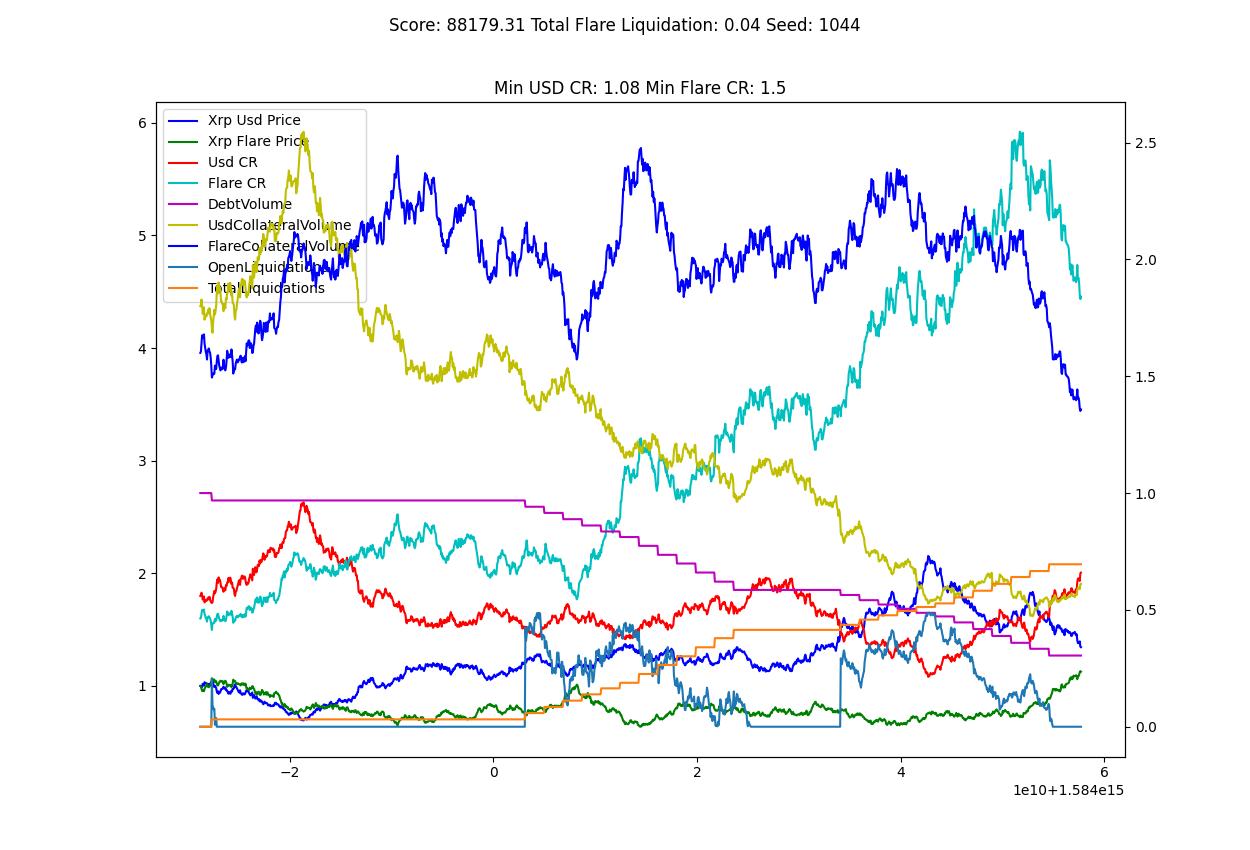 Score: 88179.31 Total Flare Liquidation: 0.04 Seed: 1044
Min USD CR: 1.08 Min Flare CR: 1.5
Xrp Usd Price
Xrp Flare Price
Usd CR
Flare CR
DebtVolume
UsdCollateralVolume
FlareCollateralVolume
OpenLiquidations
TotalLiquidations
6
5
4
3
2
1
2.5
2.0
1.5
1.0
0.5
0.0
−2
0
2
4
6
1e10+1.584e15